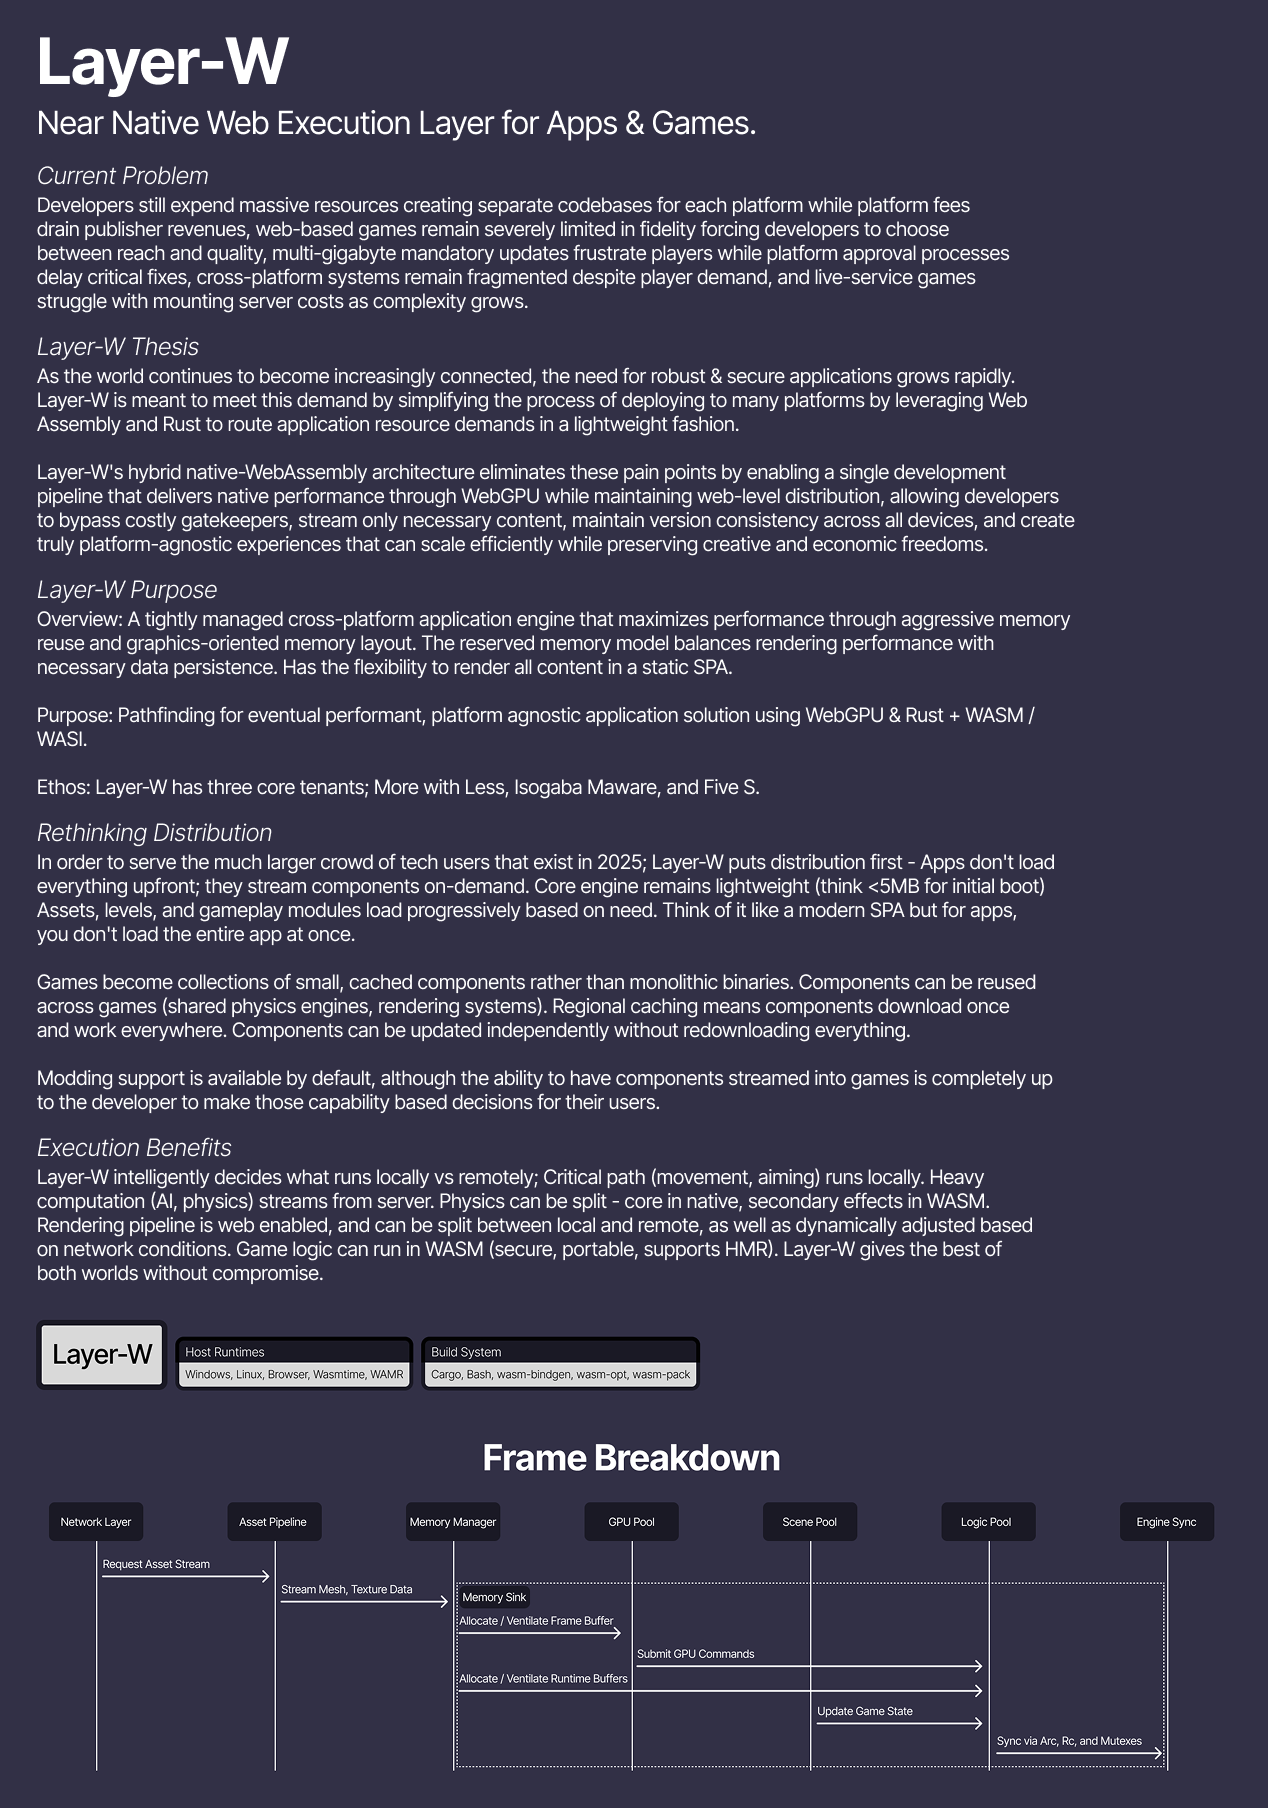 Layer-W
Near Native Web Execution Layer for Apps & Games.
Current Problem
Developers still expend massive resources creating separate codebases for each platform while platform fees
drain publisher revenues, web-based games remain severely limited in fidelity forcing developers to choose
between reach and quality, multi-gigabyte mandatory updates frustrate players while platform approval processes
delay critical fixes, cross-platform systems remain fragmented despite player demand, and live-service games
struggle with mounting server costs as complexity grows.
Layer-W Thesis
As the world continues to become increasingly connected, the need for robust & secure applications grows rapidly.
Layer-W is meant to meet this demand by simplifying the process of deploying to many platforms by leveraging Web
Assembly and Rust to route application resource demands in a lightweight fashion.
Layer-W's hybrid native-WebAssembly architecture eliminates these pain points by enabling a single development
pipeline that delivers native performance through WebGPU while maintaining web-level distribution, allowing developers
to bypass costly gatekeepers, stream only necessary content, maintain version consistency across all devices, and create
truly platform-agnostic experiences that can scale efficiently while preserving creative and economic freedoms.
Layer-W Purpose
Overview: A tightly managed cross-platform application engine that maximizes performance through aggressive memory
reuse and graphics-oriented memory layout. The reserved memory model balances rendering performance with
necessary data persistence. Has the flexibility to render all content in a static SPA.
Purpose: Pathfinding for eventual performant, platform agnostic application solution using WebGPU & Rust + WASM /
WASI.
Ethos: Layer-W has three core tenants; More with Less, Isogaba Maware, and Five S.
Rethinking Distribution
In order to serve the much larger crowd of tech users that exist in 2025; Layer-W puts distribution first - Apps don't load
everything upfront; they stream components on-demand. Core engine remains lightweight (think <5MB for initial boot)
Assets, levels, and gameplay modules load progressively based on need. Think of it like a modern SPA but for apps,
you don't load the entire app at once.
Games become collections of small, cached components rather than monolithic binaries. Components can be reused
across games (shared physics engines, rendering systems). Regional caching means components download once
and work everywhere. Components can be updated independently without redownloading everything.
Modding support is available by default, although the ability to have components streamed into games is completely up
to the developer to make those capability based decisions for their users.
Execution Benefits
Layer-W intelligently decides what runs locally vs remotely; Critical path (movement, aiming) runs locally. Heavy
computation (AI, physics) streams from server. Physics can be split - core in native, secondary effects in WASM.
Rendering pipeline is web enabled, and can be split between local and remote, as well as dynamically adjusted based
on network conditions. Game logic can run in WASM (secure, portable, supports HMR). Layer-W gives the best of
both worlds without compromise.
Layer-W
Host Runtimes
Windows, Linux, Browser, Wasmtime, WAMR
Build System
Cargo, Bash, wasm-bindgen, wasm-opt, wasm-pack
Frame Breakdown
Network Layer
Asset Pipeline
Memory Manager
GPU Pool
Scene Pool
Logic Pool
Engine Sync
Request Asset Stream
Stream Mesh, Texture Data
Memory Sink
Allocate / Ventilate Frame Buffer
Submit GPU Commands
Allocate / Ventilate Runtime Buffers
Update Game State
Sync via Arc, Rc, and Mutexes